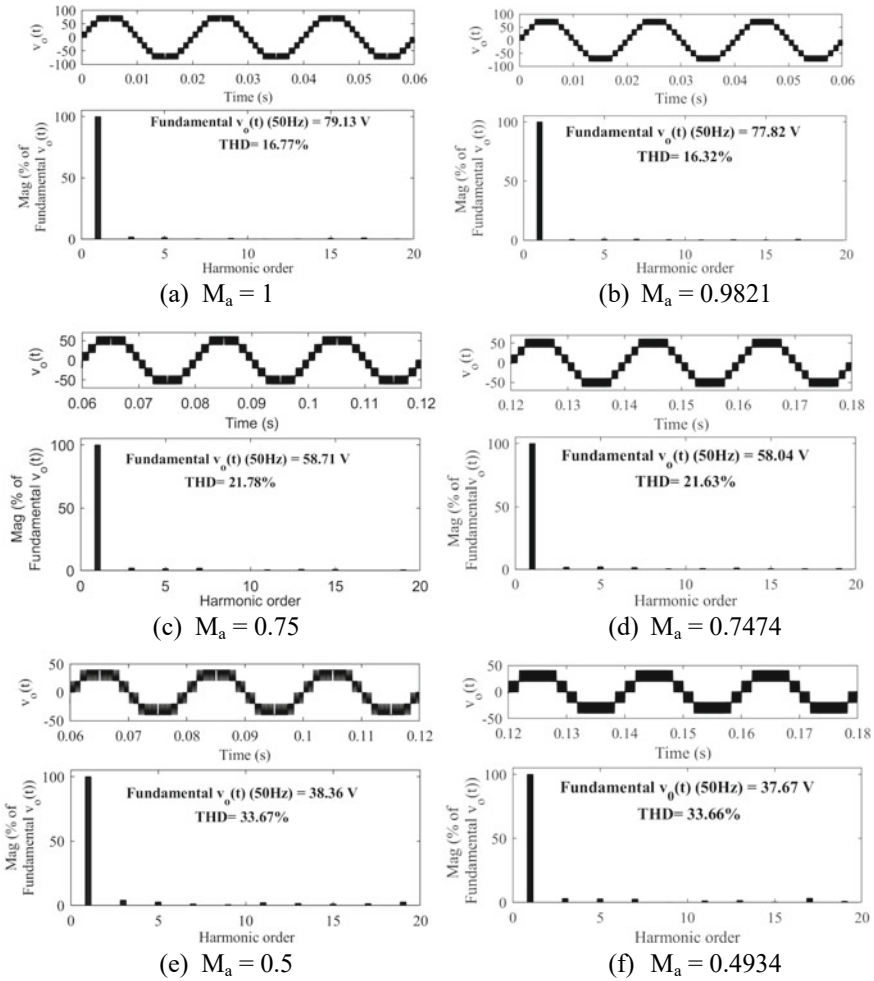 v_o(t)
100
50
0
-50
-100
0 0.01 0.02 0.03 0.04 0.05 0.06
Time (s)
Mag (% of
Fundamental v_o(t))
100
50
0
Fundamental v_o(t) (50Hz) = 79.13 V
THD= 16.77%
0 5 10 15 20
Harmonic order
(a) M_a = 1
v_o(t)
100
50
0
-50
-100
0 0.01 0.02 0.03 0.04 0.05 0.06
Time (s)
Mag (% of
Fundamental v_o(t))
100
50
0
Fundamental v_o(t) (50Hz) = 77.82 V
THD= 16.32%
0 5 10 15 20
Harmonic order
(b) M_a = 0.9821
v_o(t)
50
0
-50
0.06 0.07 0.08 0.09 0.1 0.11 0.12
Time (s)
Mag (% of
Fundamental v_o(t))
100
50
0
Fundamental v_o(t) (50Hz) = 58.71 V
THD= 21.78%
0 5 10 15 20
Harmonic order
(c) M_a = 0.75
v_o(t)
50
0
-50
0.12 0.13 0.14 0.15 0.16 0.17 0.18
Time (s)
Mag (% of
Fundamental v_o(t))
100
50
0
Fundamental v_o(t) (50Hz) = 58.04 V
THD= 21.63%
0 5 10 15 20
Harmonic order
(d) M_a = 0.7474
v_o(t)
50
0
-50
0.06 0.07 0.08 0.09 0.1 0.11 0.12
Time (s)
Mag (% of
Fundamental v_o(t))
100
50
0
Fundamental v_o(t) (50Hz) = 38.36 V
THD= 33.67%
0 5 10 15 20
Harmonic order
(e) M_a = 0.5
v_o(t)
50
0
-50
0.12 0.13 0.14 0.15 0.16 0.17 0.18
Time (s)
Mag (% of
Fundamental v_o(t))
100
50
0
Fundamental v_0(t) (50Hz) = 37.67 V
THD= 33.66%
0 5 10 15 20
Harmonic order
(f) M_a = 0.4934